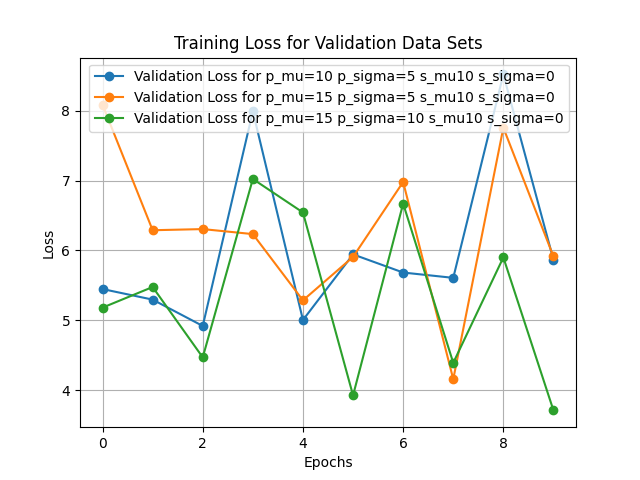 Training Loss for Validation Data Sets
Validation Loss for p_mu=10 p_sigma=5 s_mu10 s_sigma=0
Validation Loss for p_mu=15 p_sigma=5 s_mu10 s_sigma=0
Validation Loss for p_mu=15 p_sigma=10 s_mu10 s_sigma=0
8
7
6
5
4
Loss
0 2 4 6 8
Epochs